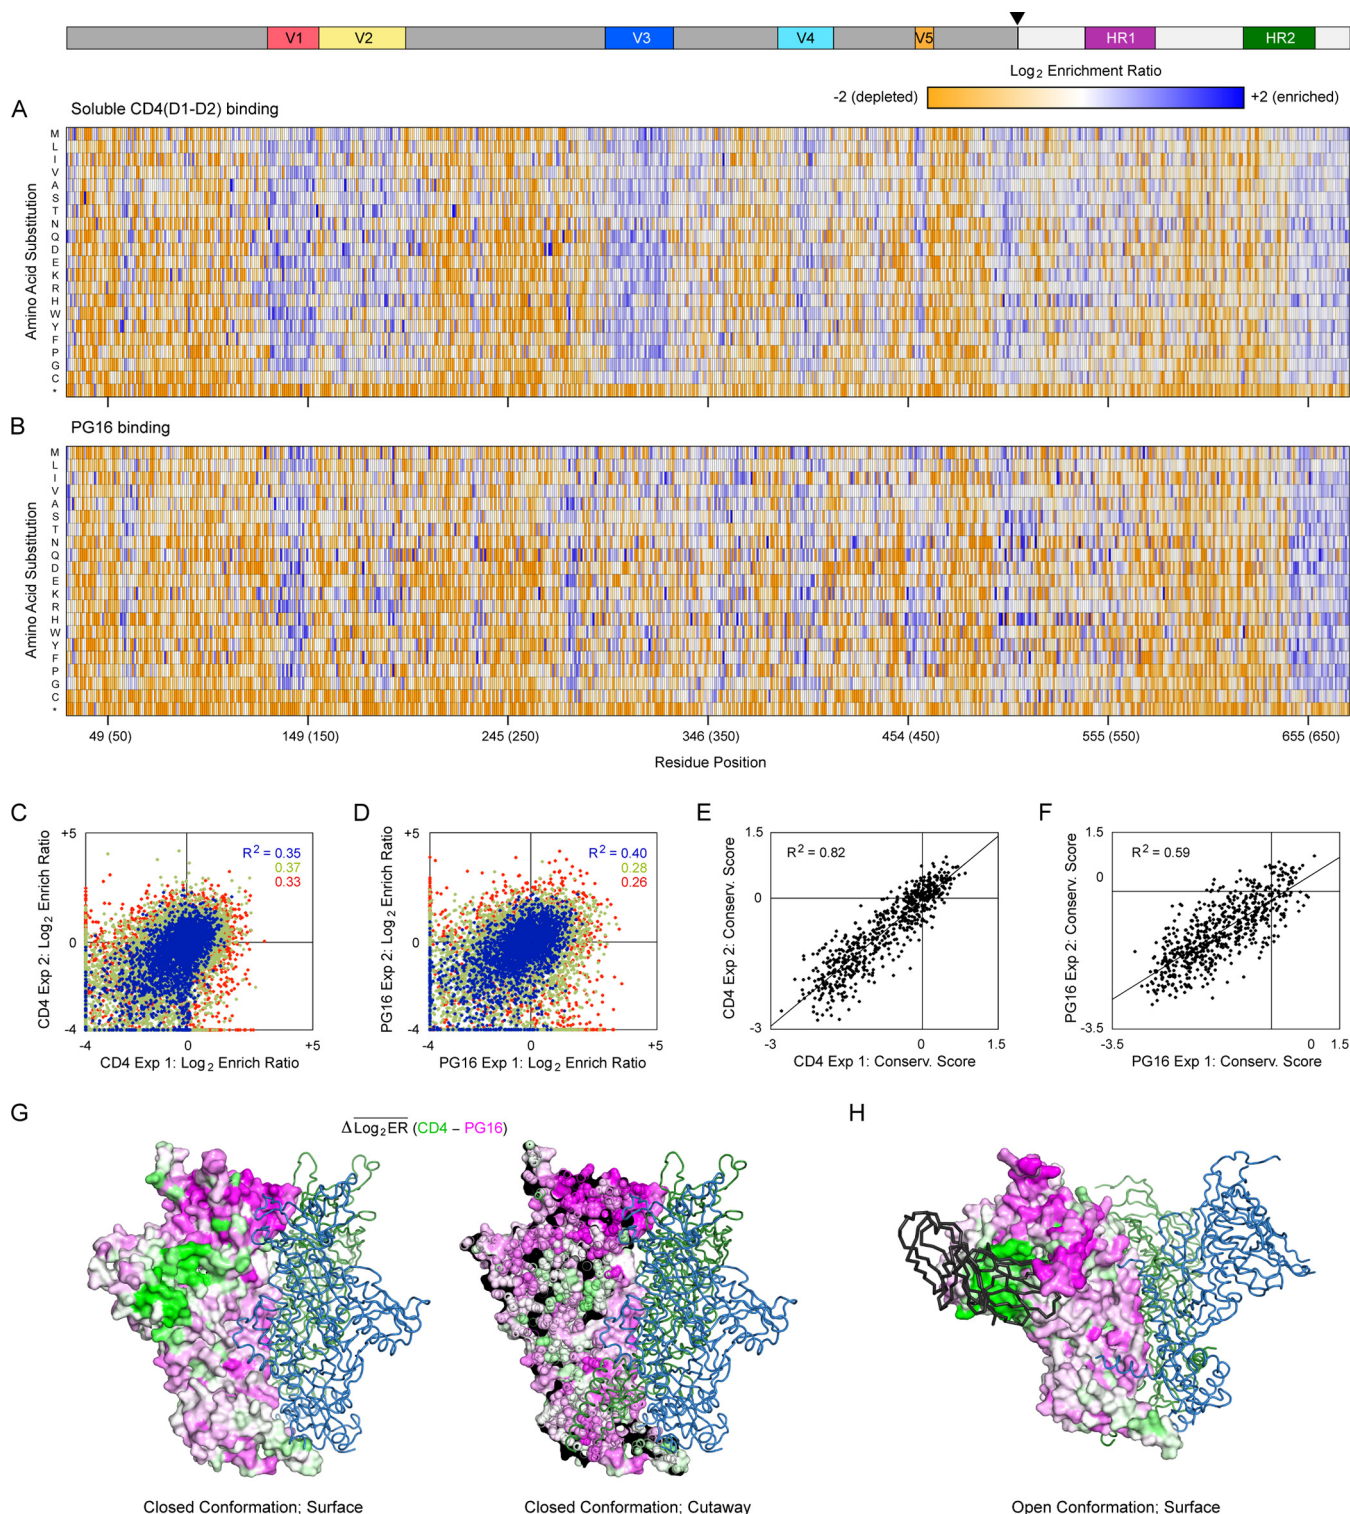 V1 V2 V3 V4 V5 HR1 HR2
Log2 Enrichment Ratio
-2 (depleted) +2 (enriched)
A Soluble CD4(D1-D2) binding
Amino Acid Substitution
M
L
I
V
A
S
T
N
Q
D
E
K
R
H
W
Y
F
P
G
C
*
B PG16 binding
Amino Acid Substitution
M
L
I
V
A
S
T
N
Q
D
E
K
R
H
W
Y
F
P
G
C
*
49 (50) 149 (150) 245 (250) 346 (350) 454 (450) 555 (550) 655 (650)
Residue Position
C
CD4 Exp 2: Log2 Enrich Ratio
+5
0
-4
R2 = 0.35
0.37
0.33
-4 0 +5
CD4 Exp 1: Log2 Enrich Ratio
D
PG16 Exp 2: Log2 Enrich Ratio
+5
0
-4
R2 = 0.40
0.28
0.26
-4 0 +5
PG16 Exp 1: Log2 Enrich Ratio
E
CD4 Exp 2: Conserv. Score
1.5
0
-3
R2 = 0.82
-3 0 1.5
CD4 Exp 1: Conserv. Score
F
PG16 Exp 2: Conserv. Score
1.5
0
-3.5
R2 = 0.59
-3.5 0 1.5
PG16 Exp 1: Conserv. Score
G
Δ Log2ER (CD4 – PG16)
H
Closed Conformation; Surface
Closed Conformation; Cutaway
Open Conformation; Surface